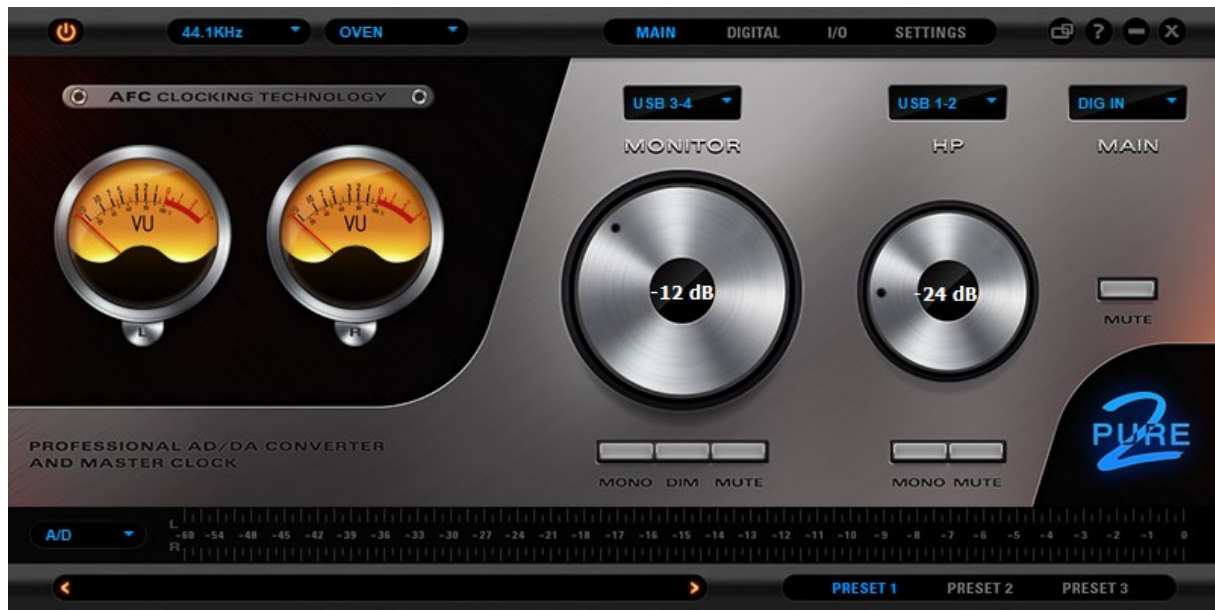 44.1KHz OVEN MAIN DIGITAL I/O SETTINGS ?
AFC CLOCKING TECHNOLOGY
USB 3-4 USB 1-2 DIG IN
MONITOR HP MAIN
VU VU
-12 dB -24 dB
L R
MUTE
2
PURE
PROFESSIONAL AD/DA CONVERTER
AND MASTER CLOCK
MONO DIM MUTE MONO MUTE
A/D
L
-60 -54 -48 -45 -42 -39 -36 -33 -30 -27 -24 -21 -20 -19 -18 -17 -16 -15 -14 -13 -12 -11 -10 -9 -8 -7 -6 -5 -4 -3 -2 -1 0
R
PRESET 1 PRESET 2 PRESET 3